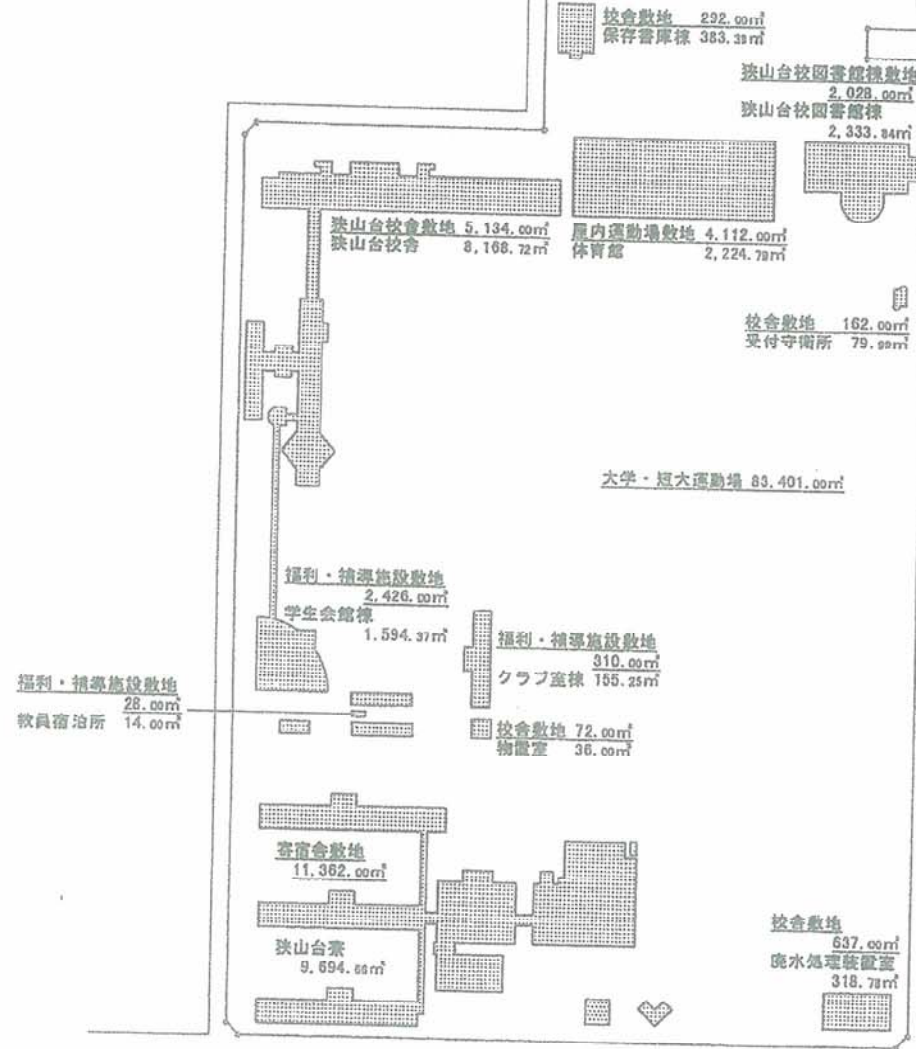 校舎敷地 292.00㎡
保存書庫棟 383.39㎡
狭山台校図書館棟敷地
2,028.00㎡
狭山台校図書館棟
2,333.84㎡
狭山台校舎敷地 5,134.00㎡
狭山台校舎 8,168.72㎡
屋内運動場敷地 4,112.00㎡
体育館 2,224.79㎡
校舎敷地 162.00㎡
受付守衛所 79.99㎡
大学・短大運動場 83,401.00㎡
福利・補導施設敷地
2,426.00㎡
学生会館棟
1,594.37㎡
福利・補導施設敷地
310.00㎡
クラブ室棟 155.25㎡
福利・補導施設敷地
28.00㎡
教員宿泊所 14.00㎡
校舎敷地 72.00㎡
物置室 36.00㎡
寄宿舎敷地
11,362.00㎡
狭山台寮
9,694.66㎡
校舎敷地
637.00㎡
廃水処理装置室
318.78㎡